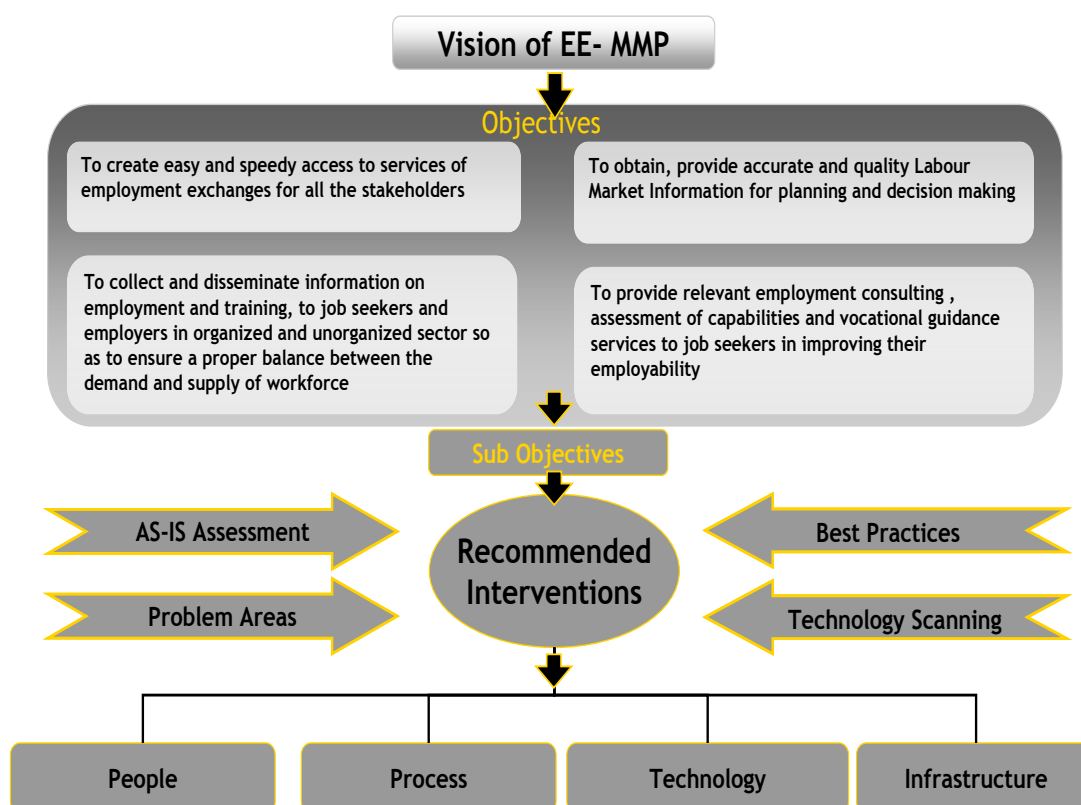 Vision of EE- MMP
Objectives
To create easy and speedy access to services of
employment exchanges for all the stakeholders
To obtain, provide accurate and quality Labour
Market Information for planning and decision making
To collect and disseminate information on
employment and training, to job seekers and
employers in organized and unorganized sector so
as to ensure a proper balance between the
demand and supply of workforce
To provide relevant employment consulting ,
assessment of capabilities and vocational guidance
services to job seekers in improving their
employability
Sub Objectives
AS-IS Assessment
Problem Areas
Recommended
Interventions
Best Practices
Technology Scanning
People
Process
Technology
Infrastructure